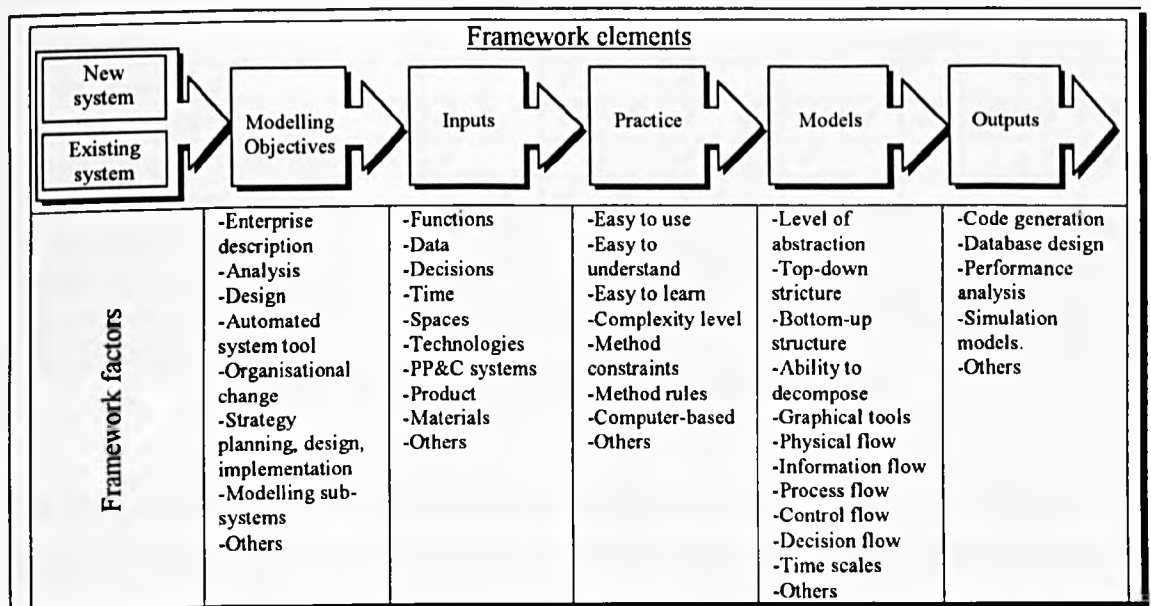 Framework elements
New
system
Existing
system
Modelling
Objectives
Inputs
Practice
Models
Outputs
Framework factors
-Enterprise
description
-Analysis
-Design
-Automated
system tool
-Organisational
change
-Strategy
planning, design,
implementation
-Modelling sub-
systems
-Others
-Functions
-Data
-Decisions
-Time
-Spaces
-Technologies
-PP&C systems
-Product
-Materials
-Others
-Easy to use
-Easy to
understand
-Easy to learn
-Complexity level
-Method
constraints
-Method rules
-Computer-based
-Others
-Level of
abstraction
-Top-down
stricture
-Bottom-up
structure
-Ability to
decompose
-Graphical tools
-Physical flow
-Information flow
-Process flow
-Control flow
-Decision flow
-Time scales
-Others
-Code generation
-Database design
-Performance
analysis
-Simulation
models.
-Others